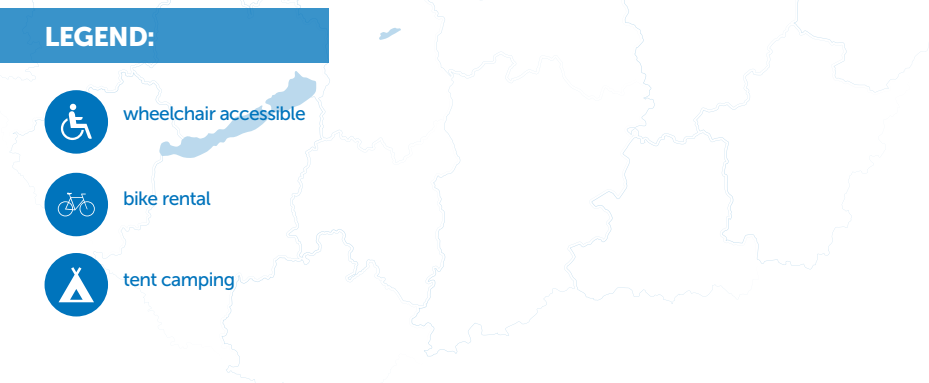 LEGEND:
wheelchair accessible
bike rental
tent camping